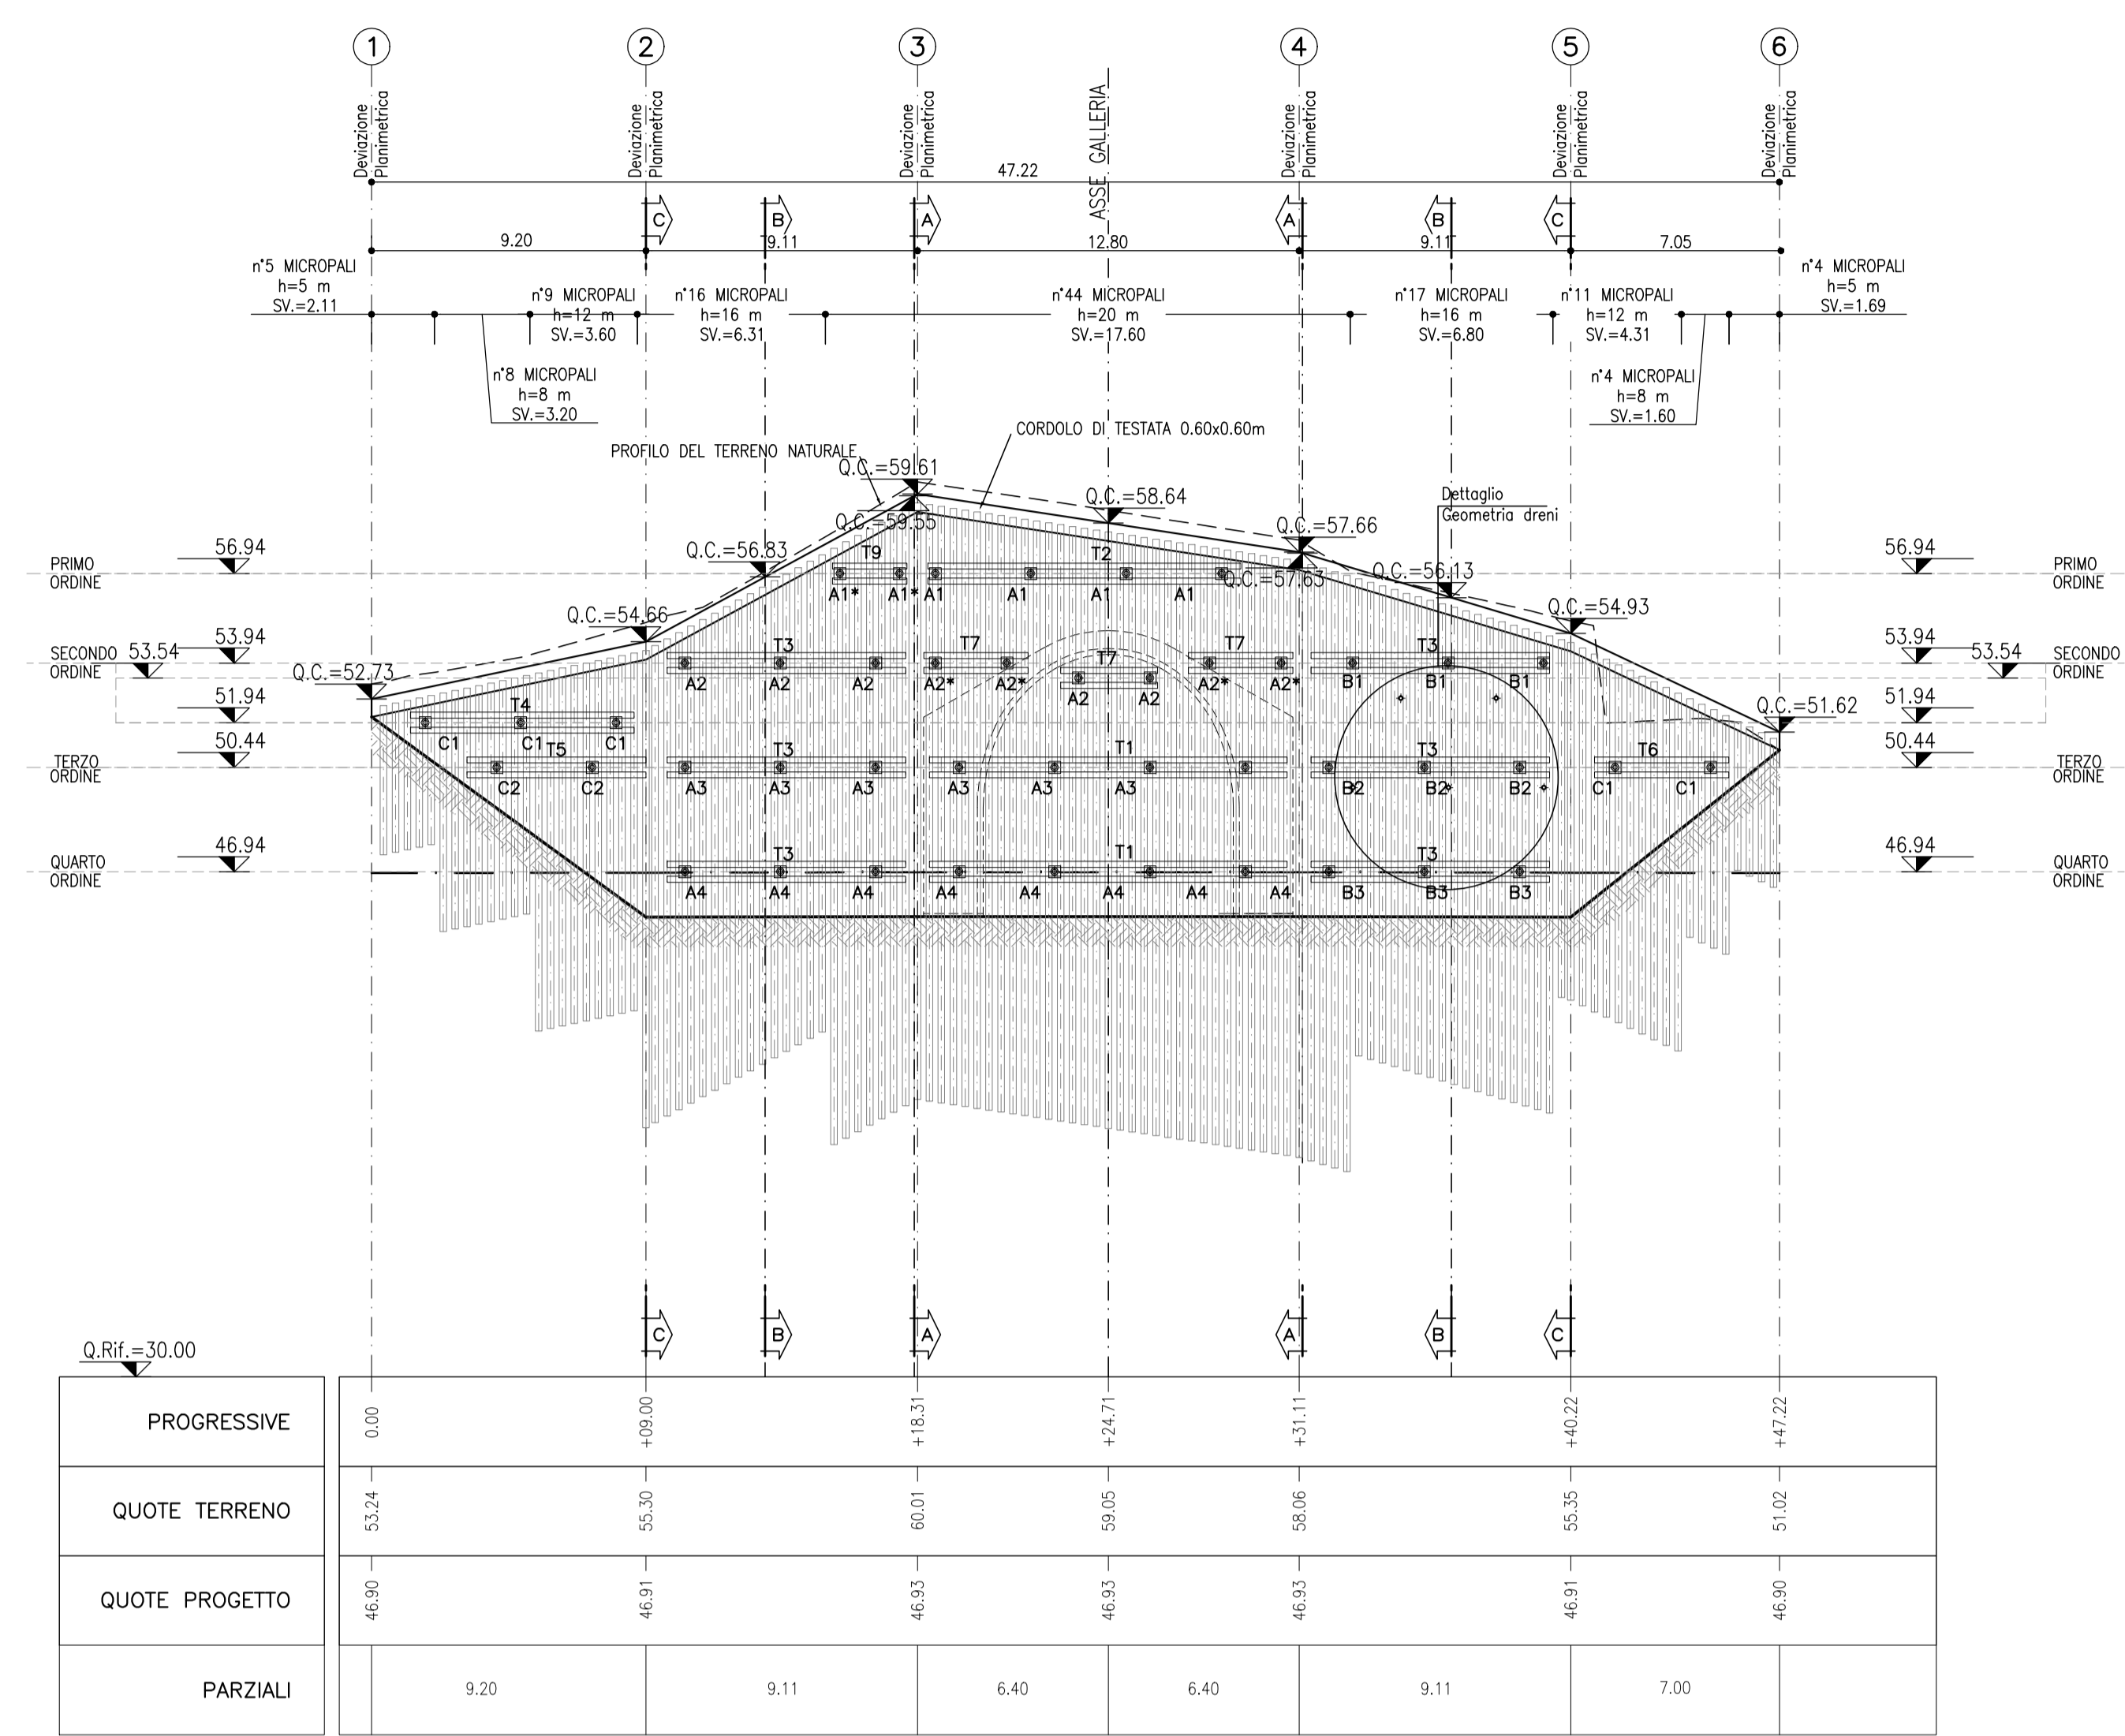 1 2 3 4 5 6
Deviazione
Planimetrica
Deviazione
Planimetrica
Deviazione
Planimetrica
ASSE GALLERIA
Deviazione
Planimetrica
Deviazione
Planimetrica
Deviazione
Planimetrica
47.22
C B A A B C
9.20 9.11 12.80 9.11 7.05
n°5 MICROPALI
h=5 m
SV.=2.11
n°9 MICROPALI
h=12 m
SV.=3.60
n°16 MICROPALI
h=16 m
SV.=6.31
n°44 MICROPALI
h=20 m
SV.=17.60
n°17 MICROPALI
h=16 m
SV.=6.80
n°11 MICROPALI
h=12 m
SV.=4.31
n°4 MICROPALI
h=5 m
SV.=1.69
n°8 MICROPALI
h=8 m
SV.=3.20
n°4 MICROPALI
h=8 m
SV.=1.60
CORDOLO DI TESTATA 0.60x0.60m
PROFILO DEL TERRENO NATURALE
Q.C.=59.61
Q.C.=58.64
Dettaglio
Geometria dreni
Q.C.=59.55
Q.C.=57.66
Q.C.=56.83
Q.C.=57.63
Q.C.=56.13
Q.C.=54.66
Q.C.=54.93
Q.C.=52.73
Q.C.=51.62
PRIMO
ORDINE
56.94
SECONDO
ORDINE
53.54
53.94
51.94
TERZO
ORDINE
50.44
QUARTO
ORDINE
46.94
56.94
PRIMO
ORDINE
53.94
53.54
SECONDO
ORDINE
51.94
50.44
TERZO
ORDINE
46.94
QUARTO
ORDINE
T9 T2
A1* A1* A1 A1 A1 A1
T3 T7 T7 T7 T3
A2 A2 A2 A2* A2* A2 A2 A2* A2* B1 B1 B1
T4
C1 C1 C1
T5 T3 T1 T3 T6
C2 C2 A3 A3 A3 A3 A3 A3 B2 B2 B2 C1 C1
T3 T1 T3
A4 A4 A4 A4 A4 A4 A4 A4 B3 B3 B3
C B A A B C
Q.Rif.=30.00
PROGRESSIVE 0.00 +09.00 +18.31 +24.71 +31.11 +40.22 +47.22
QUOTE TERRENO 53.24 55.30 60.01 59.05 58.06 55.35 51.02
QUOTE PROGETTO 46.90 46.91 46.93 46.93 46.93 46.91 46.90
PARZIALI 9.20 9.11 6.40 6.40 9.11 7.00